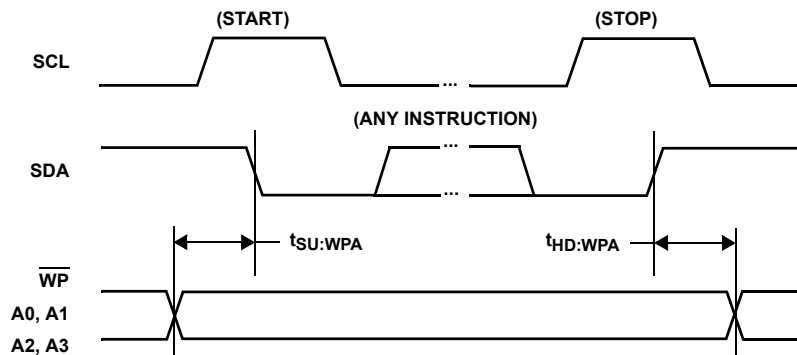 (START) (STOP)
SCL
...
(ANY INSTRUCTION)
...
SDA
...
tSU:WPA tHD:WPA
WP
A0, A1
A2, A3